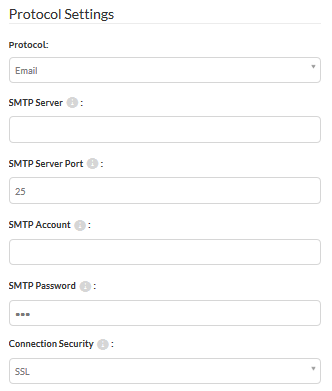 Protocol Settings
Protocol:
Email
SMTP Server :
SMTP Server Port :
25
SMTP Account :
SMTP Password :
•••
Connection Security :
SSL